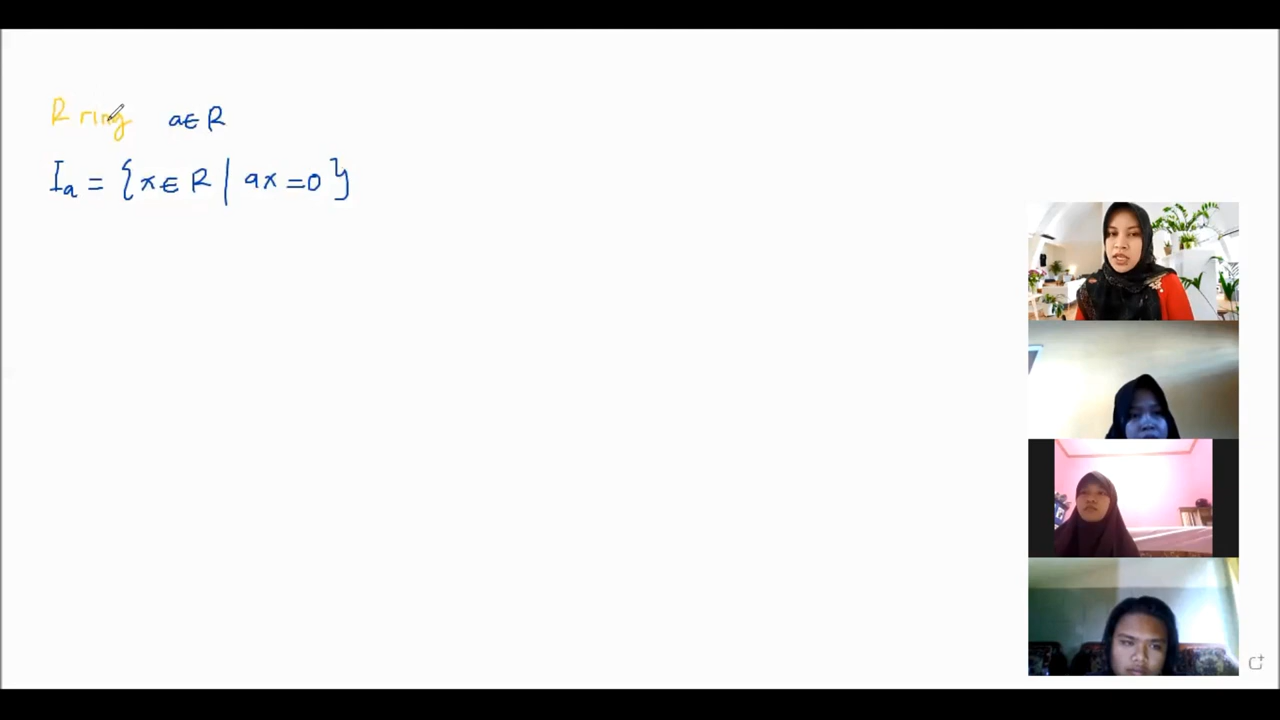 R ring a∈R
I_a = {x∈R | ax=0}